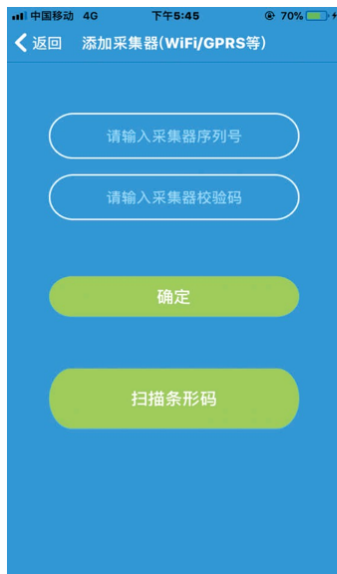 中国移动 4G 下午5:45 70%
返回 添加采集器(WiFi/GPRS等)
请输入采集器序列号
请输入采集器校验码
确定
扫描条形码